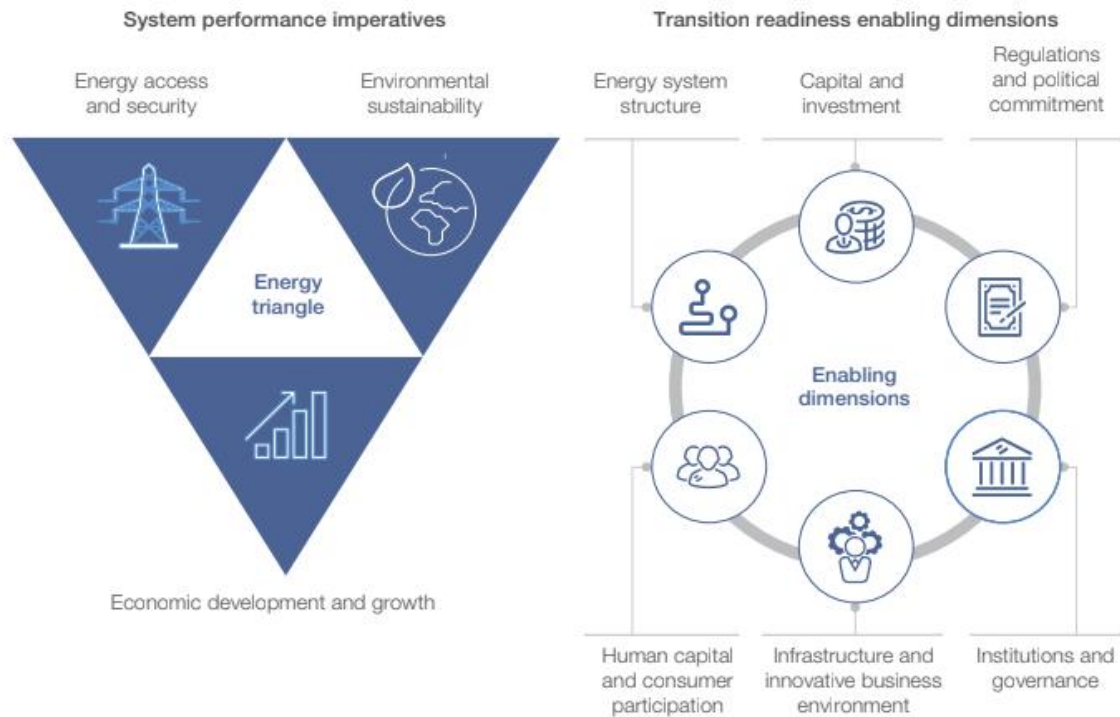 System performance imperatives
Energy access
and security
Environmental
sustainability
Energy
triangle
Economic development and growth
Transition readiness enabling dimensions
Energy system
structure
Capital and
investment
Regulations
and political
commitment
Enabling
dimensions
Human capital
and consumer
participation
Infrastructure and
innovative business
environment
Institutions and
governance